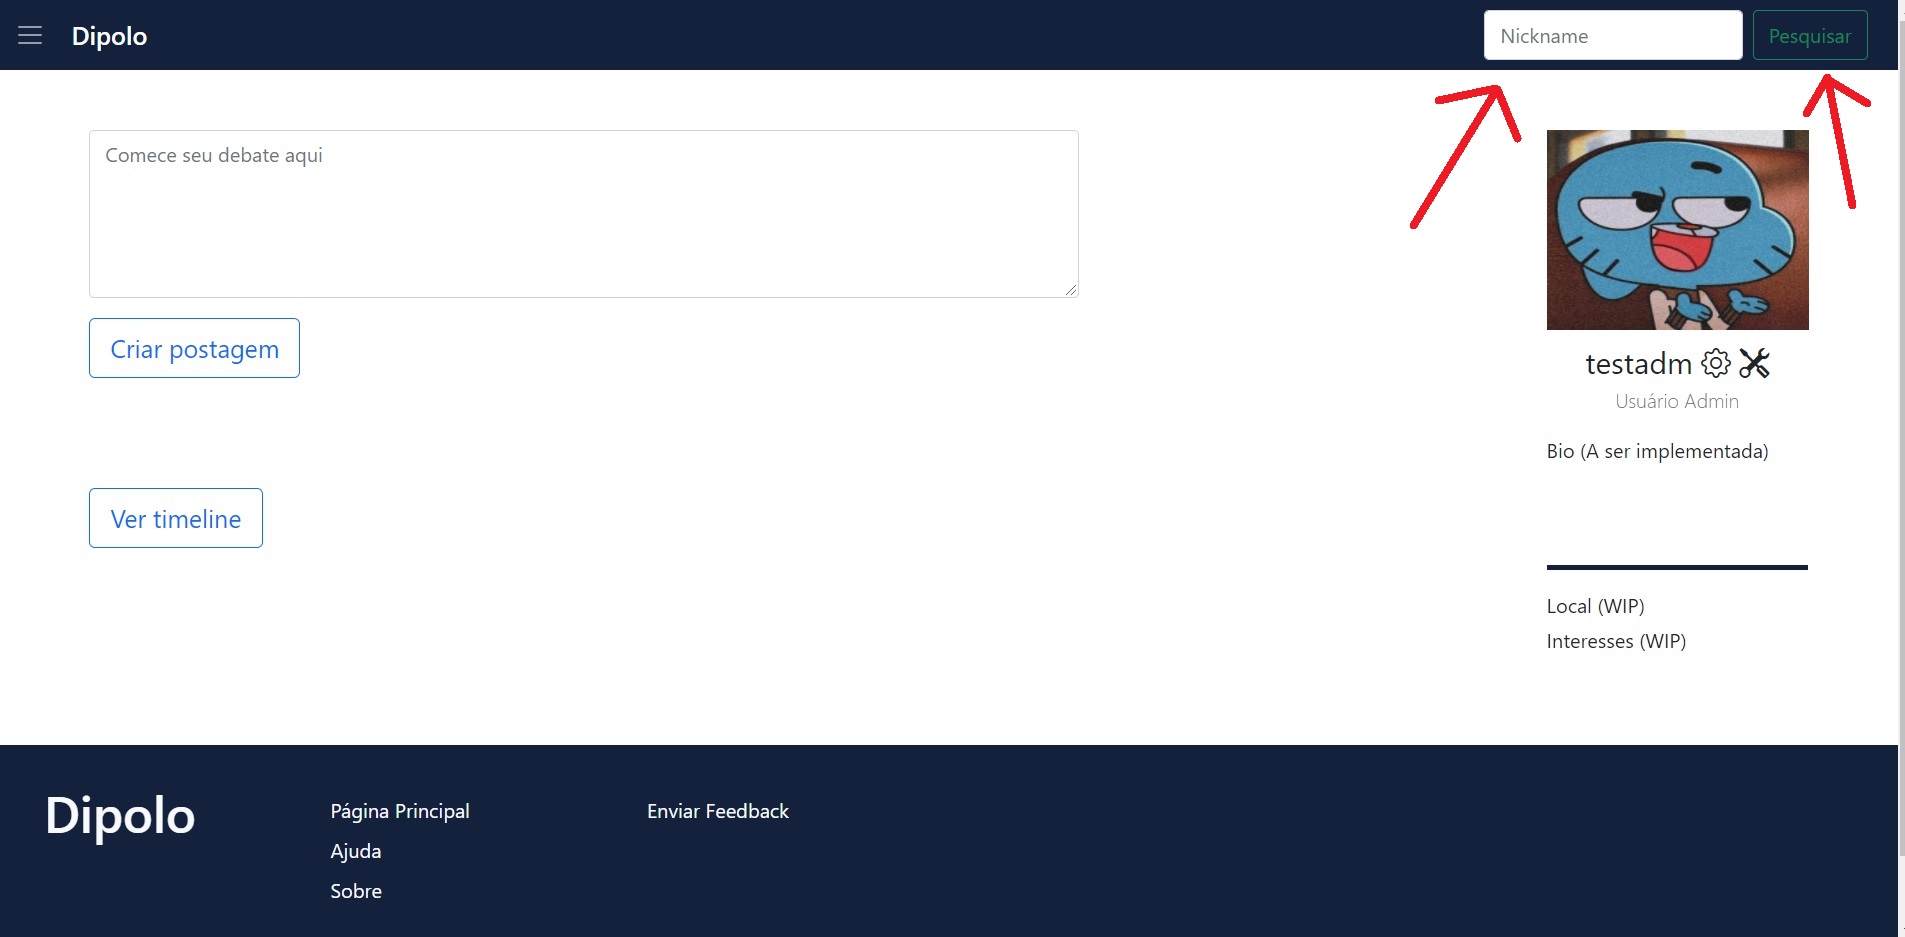 Dipolo
Nickname
Pesquisar
Comece seu debate aqui
Criar postagem
Ver timeline
testadm
Usuário Admin
Bio (A ser implementada)
Local (WIP)
Interesses (WIP)
Dipolo
Página Principal
Ajuda
Sobre
Enviar Feedback